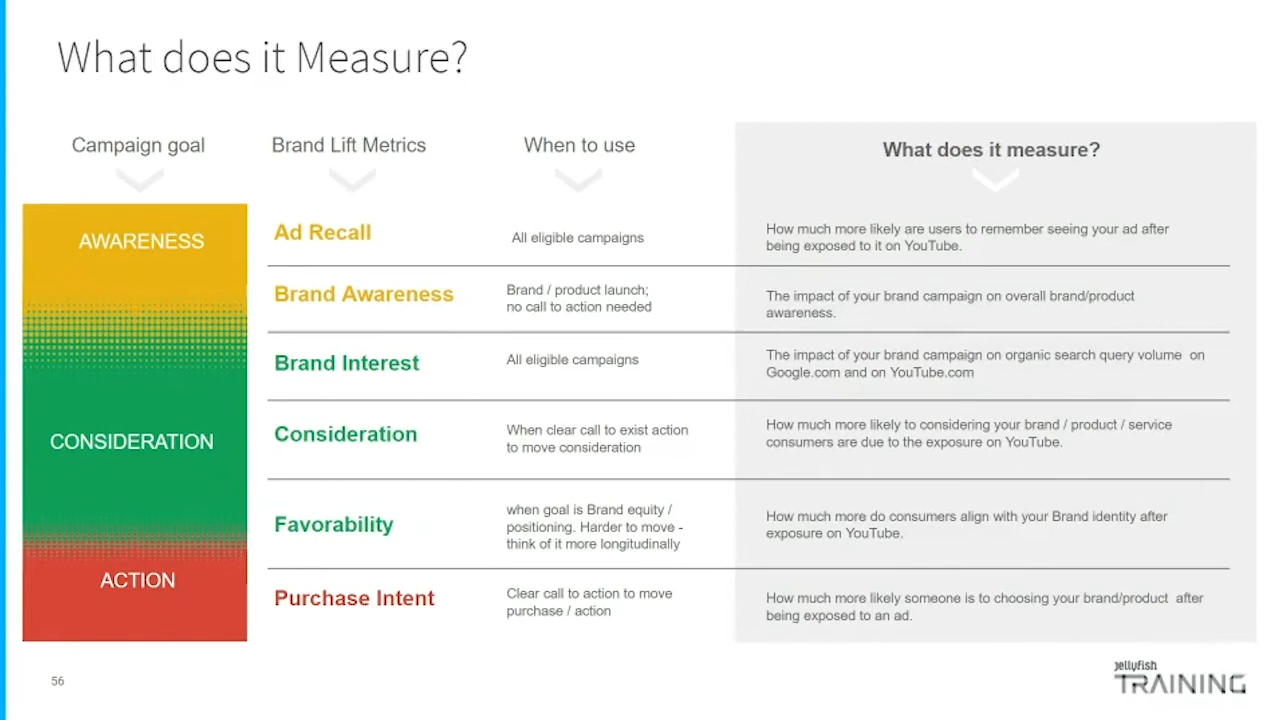 What does it Measure?
Campaign goal
Brand Lift Metrics
When to use
What does it measure?
AWARENESS
Ad Recall
All eligible campaigns
How much more likely are users to remember seeing your ad after
being exposed to it on YouTube.
Brand Awareness
Brand / product launch;
no call to action needed
The impact of your brand campaign on overall brand/product
awareness.
Brand Interest
All eligible campaigns
The impact of your brand campaign on organic search query volume on
Google.com and on YouTube.com
CONSIDERATION
Consideration
When clear call to exist action
to move consideration
How much more likely to considering your brand / product / service
consumers are due to the exposure on YouTube.
Favorability
when goal is Brand equity /
positioning. Harder to move -
think of it more longitudinally
How much more do consumers align with your Brand identity after
exposure on YouTube.
ACTION
Purchase Intent
Clear call to action to move
purchase / action
How much more likely someone is to choosing your brand/product after
being exposed to an ad.
56
jellyfish
TRAINING